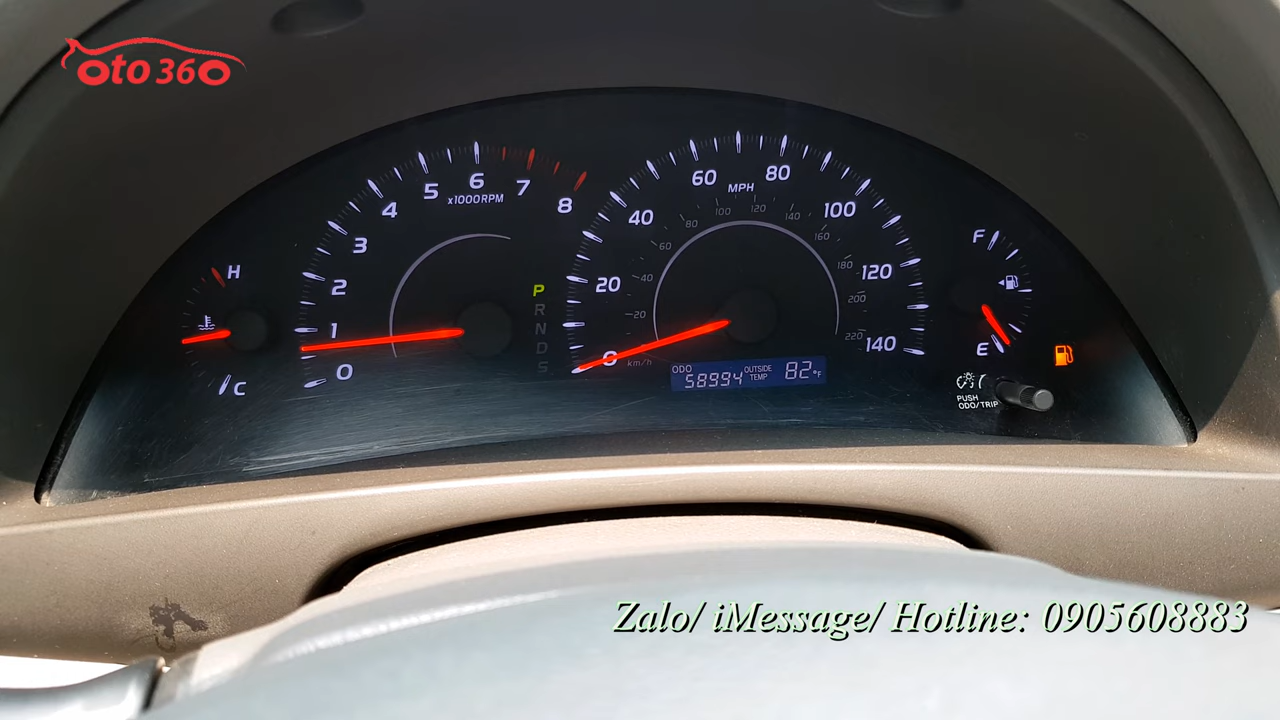 OTO 360
H
C
0
1
2
3
4
5
6
7
8
x1000RPM
P
R
N
D
S
0
20
40
60
80
100
120
140
MPH
20
40
60
80
100
120
140
160
180
200
220
km/h
ODO
58994
OUTSIDE
TEMP
82°F
F
E
PUSH
ODO/TRIP
Zalo/ iMessage/ Hotline: 0905608883